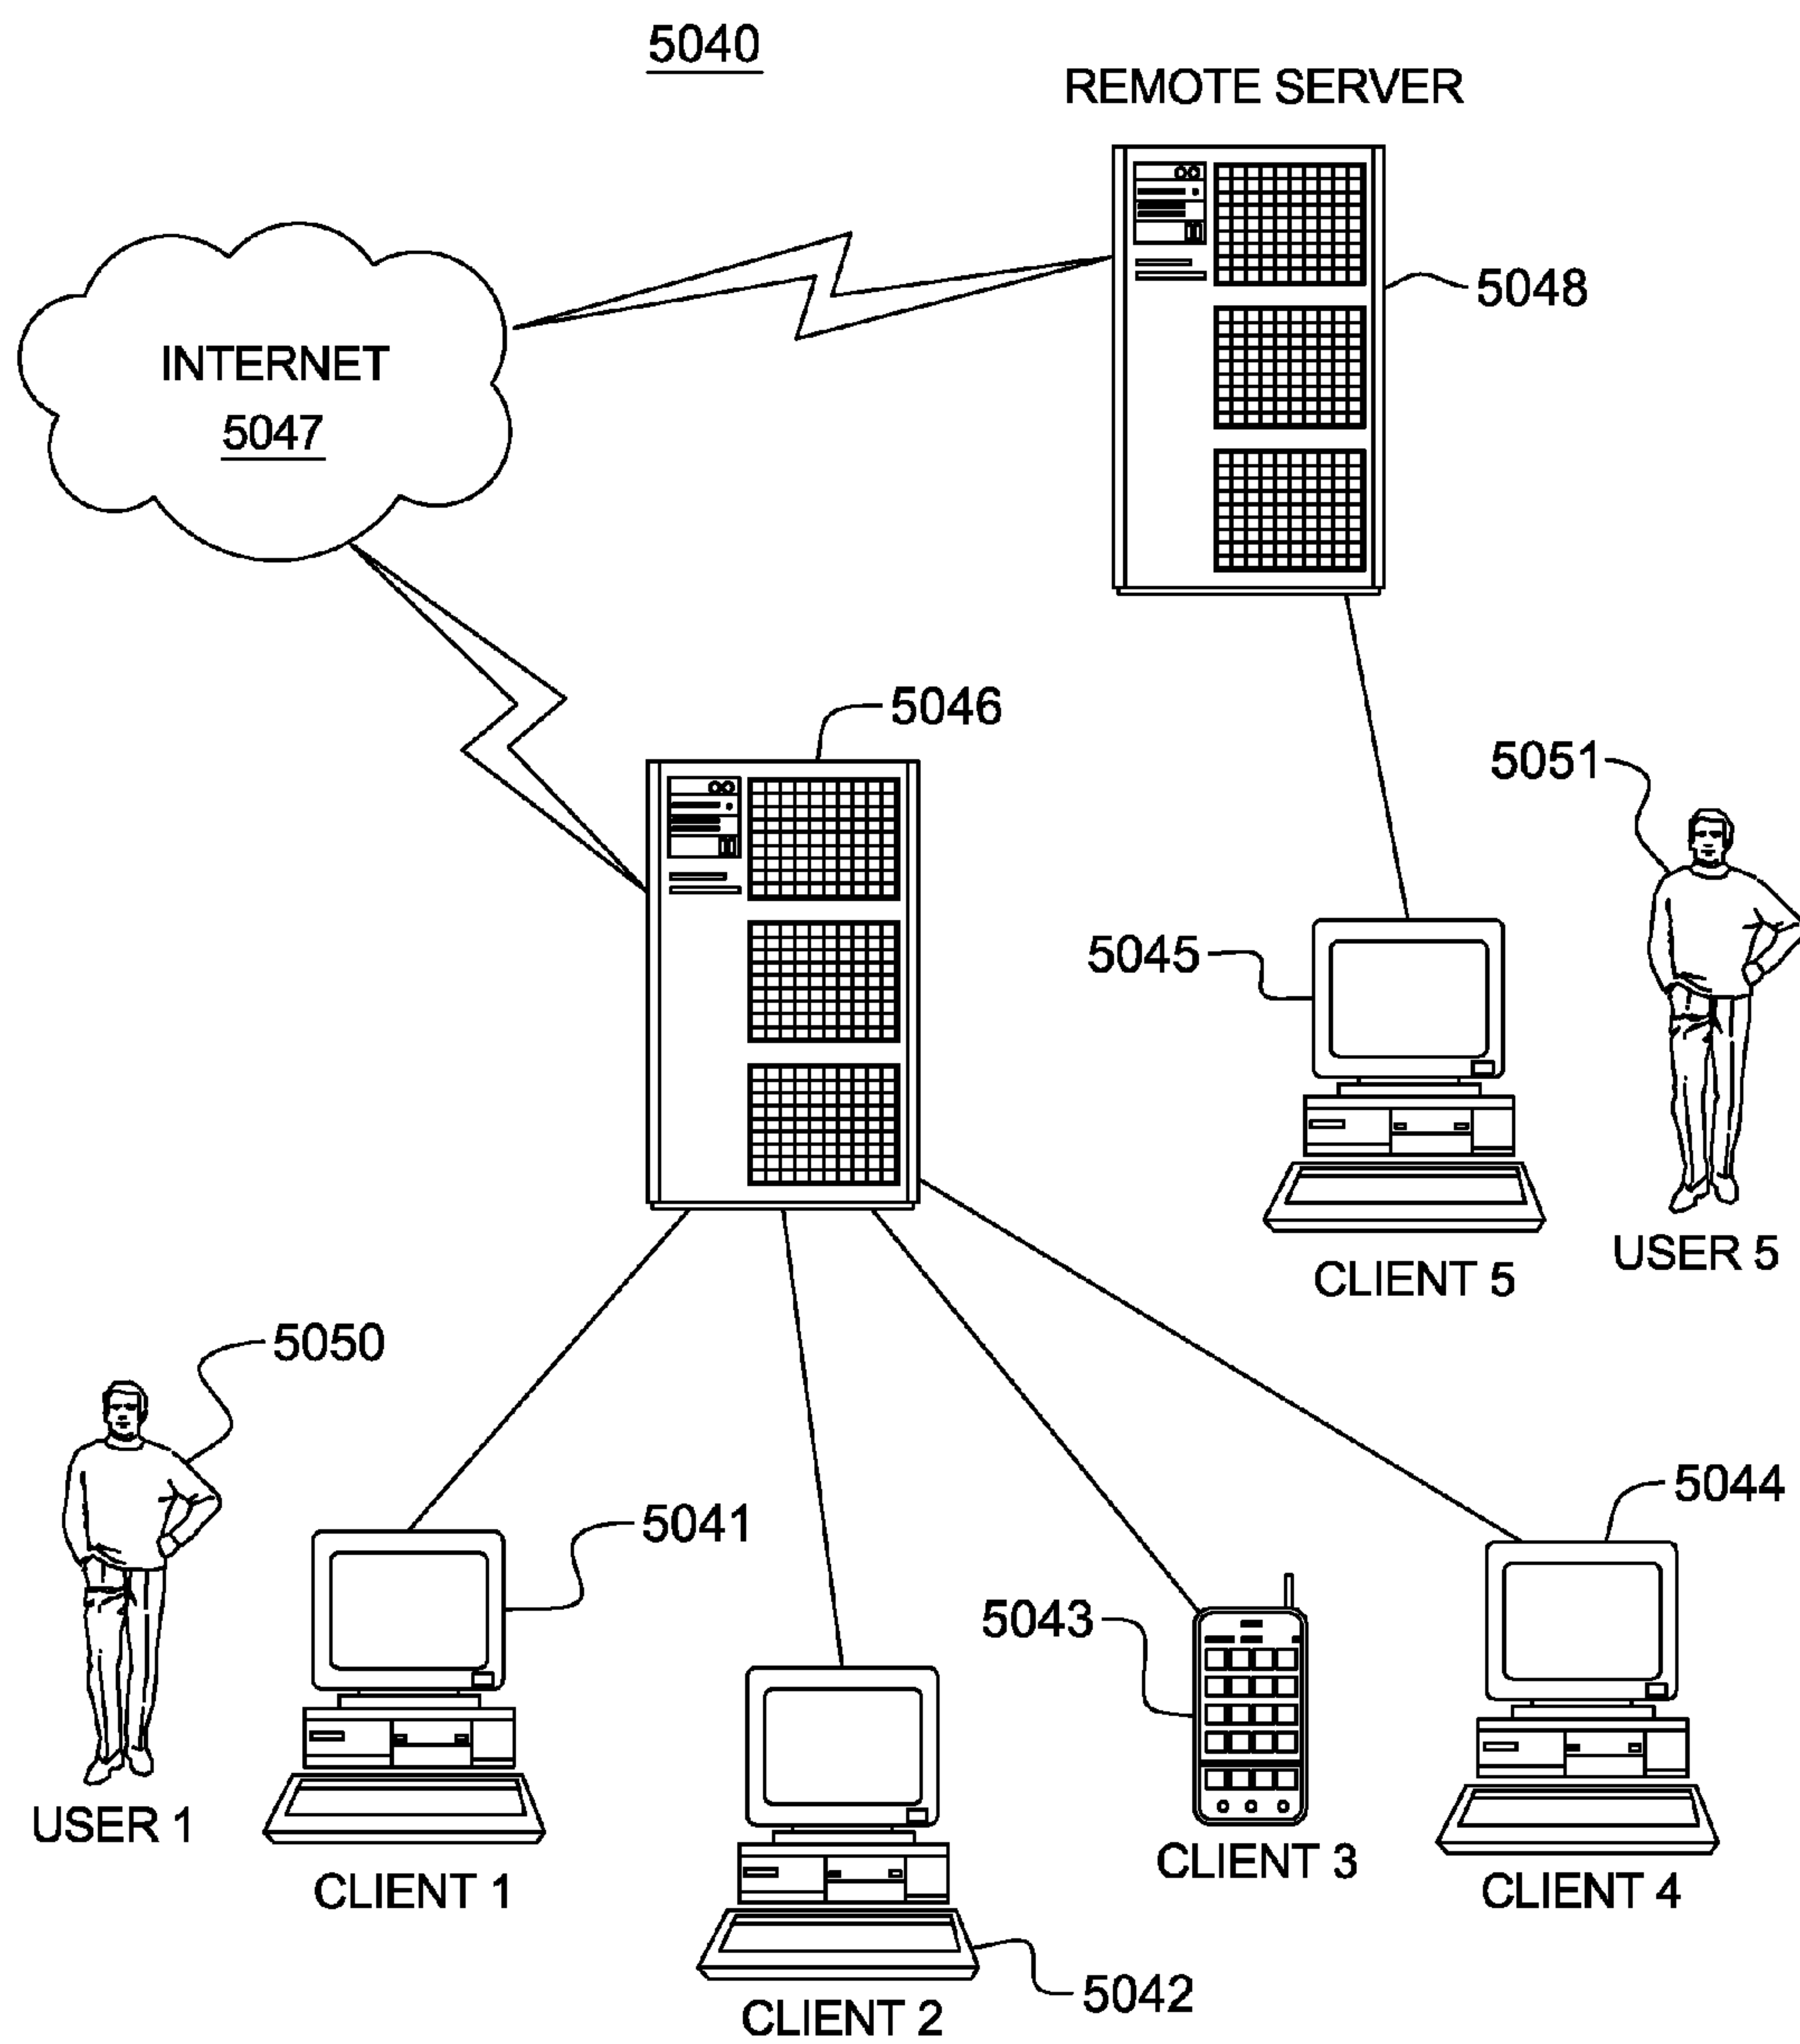 5040
REMOTE SERVER
5048
INTERNET
5047
5046
5051
5045
USER 5
CLIENT 5
5050
5044
5041
5043
USER 1
CLIENT 3
CLIENT 1
CLIENT 4
5042
CLIENT 2